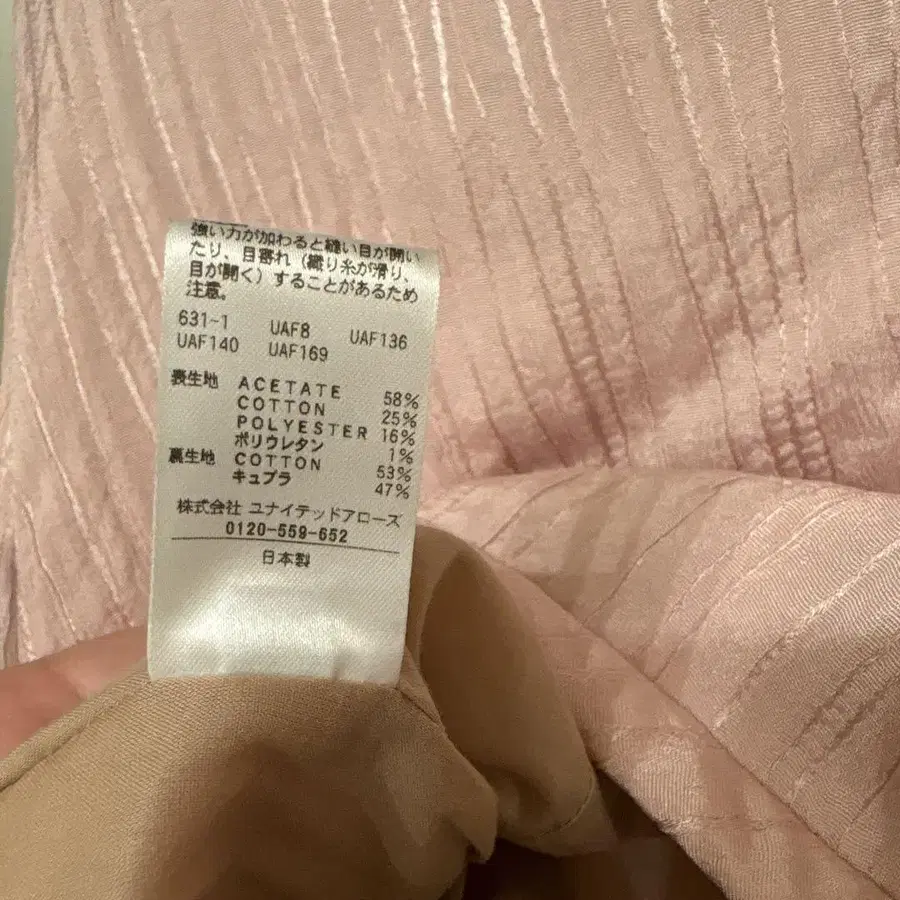 強い力が加わると縫い目が開い
たり、目寄れ（織り糸が滑り、
目が開く）することがあるため
注意。
631-1 UAF8 UAF136
UAF140 UAF169
表生地 ACETATE 58%
COTTON 25%
POLYESTER 16%
ポリウレタン 1%
裏生地 COTTON 53%
キュプラ 47%
株式会社 ユナイテッドアローズ
0120-559-652
日本製